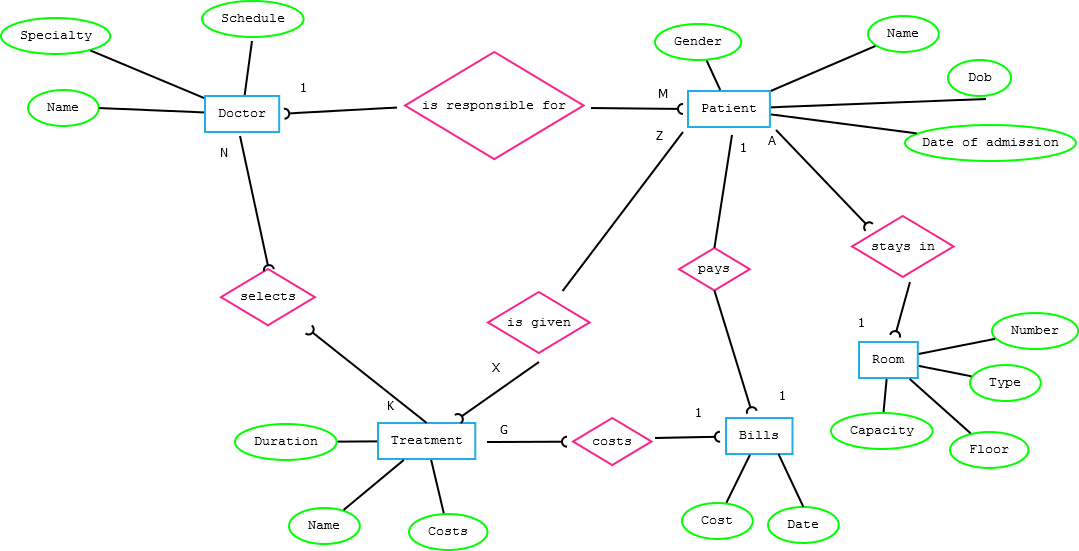 Schedule
Specialty
Gender
Name
Dob
Name
1
M
Doctor
is responsible for
Patient
Date of admission
N
Z
1
A
selects
pays
stays in
is given
1
Number
Room
Type
X
K
G
1
1
Duration
Treatment
costs
Bills
Capacity
Floor
Name
Costs
Cost
Date